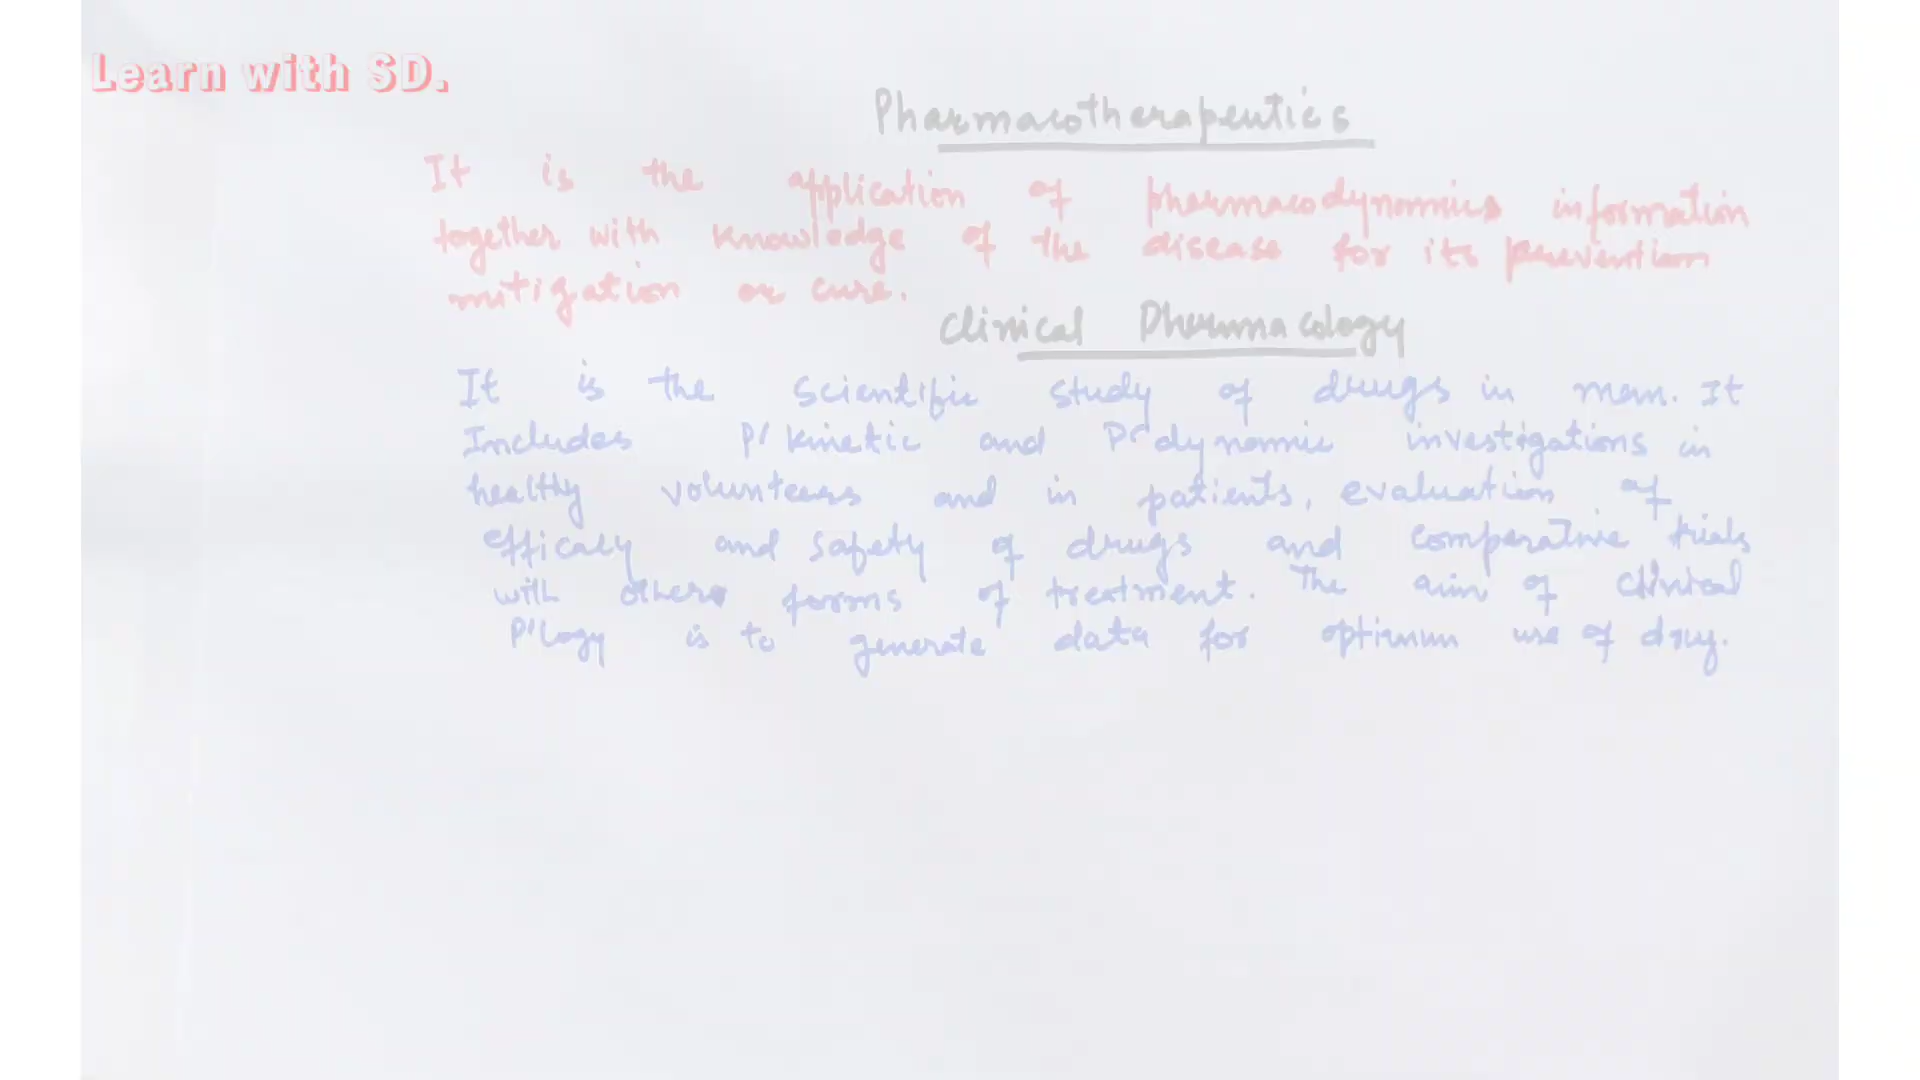 Learn with SD.
Pharmacotherapeutics
It is the application of pharmacodynamics information
together with knowledge of the disease for its prevention
mitigation or cure.
Clinical Pharmacology
It is the scientific study of drugs in man. It
Includes P'kinetic and P'dynamic investigations in
healthy volunteers and in patients, evaluation of
efficacy and safety of drugs and comparative trials
with others forms of treatment. The aim of clinical
P'logy is to generate data for optimum use of drug.